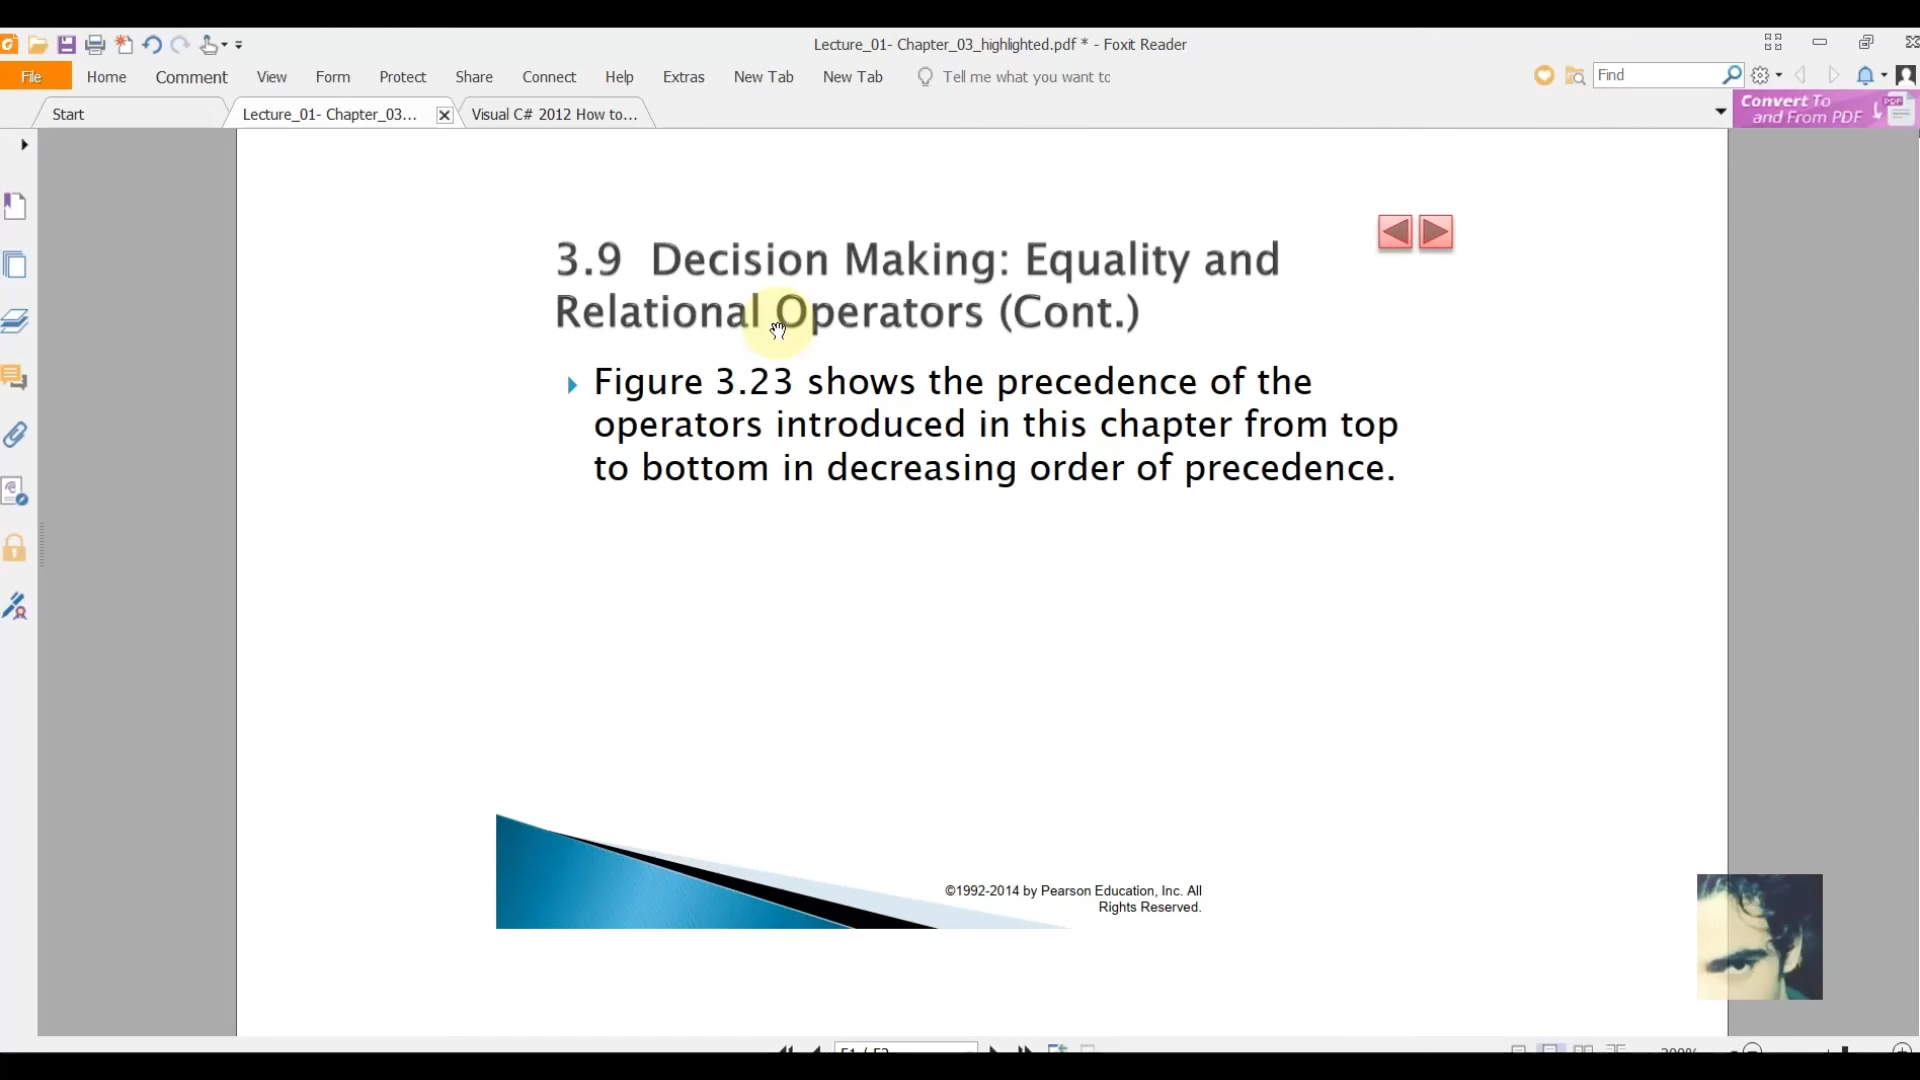 Lecture_01- Chapter_03_highlighted.pdf * - Foxit Reader
File Home Comment View Form Protect Share Connect Help Extras New Tab New Tab Tell me what you want to Find
Start Lecture_01- Chapter_03... Visual C# 2012 How to...
Convert To
and From PDF
PDF
3.9 Decision Making: Equality and
Relational Operators (Cont.)
Figure 3.23 shows the precedence of the
operators introduced in this chapter from top
to bottom in decreasing order of precedence.
©1992-2014 by Pearson Education, Inc. All
Rights Reserved.